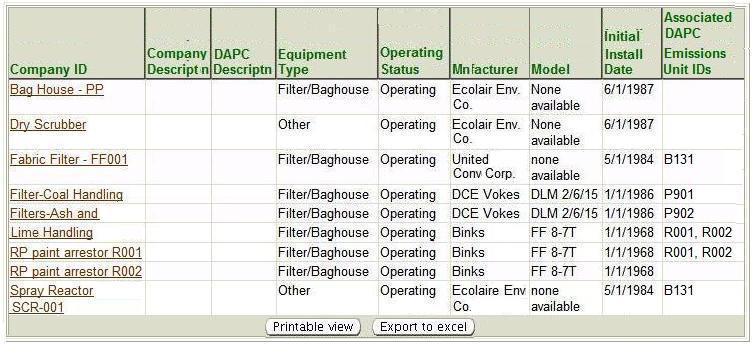 Company ID Company Descriptn DAPC Descriptn Equipment Type Operating Status Mnfacturer Model Initial Install Date Associated DAPC Emissions Unit IDs
Bag House - PP Filter/Baghouse Operating Ecolair Env. Co. None available 6/1/1987
Dry Scrubber Other Operating Ecolair Env. Co. None available 6/1/1987
Fabric Filter - FF001 Filter/Baghouse Operating United Conv Corp. none available 5/1/1984 B131
Filter-Coal Handling Filter/Baghouse Operating DCE Vokes DLM 2/6/15 1/1/1986 P901
Filters-Ash and Filter/Baghouse Operating DCE Vokes DLM 2/6/15 1/1/1986 P902
Lime Handling Filter/Baghouse Operating Binks FF 8-7T 1/1/1968 R001, R002
RP paint arrestor R001 Filter/Baghouse Operating Binks FF 8-7T 1/1/1968 R001, R002
RP paint arrestor R002 Filter/Baghouse Operating Binks FF 8-7T 1/1/1968
Spray Reactor SCR-001 Other Operating Ecolaire Env Co. none available 5/1/1984 B131
Printable view Export to excel